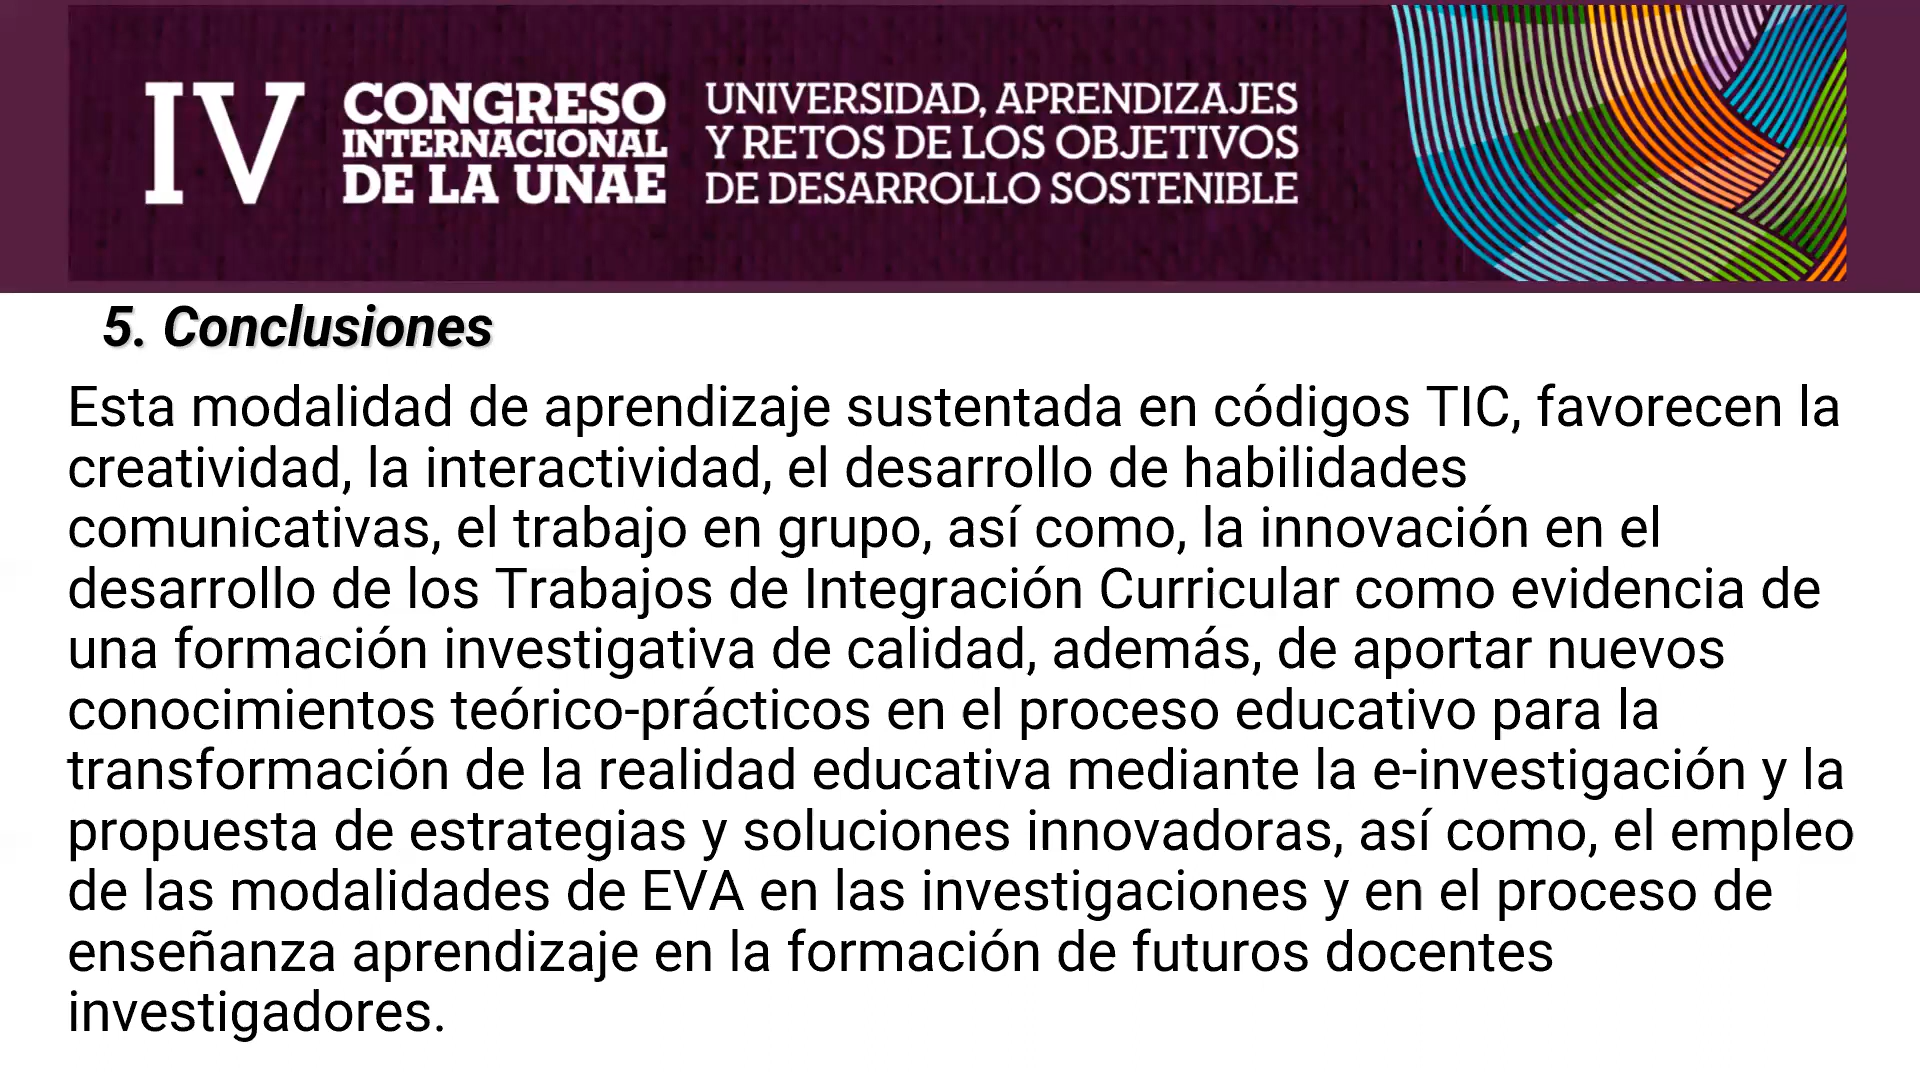 IV
CONGRESO
INTERNACIONAL
DE LA UNAE
UNIVERSIDAD, APRENDIZAJES
Y RETOS DE LOS OBJETIVOS
DE DESARROLLO SOSTENIBLE
5. Conclusiones
Esta modalidad de aprendizaje sustentada en códigos TIC, favorecen la
creatividad, la interactividad, el desarrollo de habilidades
comunicativas, el trabajo en grupo, así como, la innovación en el
desarrollo de los Trabajos de Integración Curricular como evidencia de
una formación investigativa de calidad, además, de aportar nuevos
conocimientos teórico-prácticos en el proceso educativo para la
transformación de la realidad educativa mediante la e-investigación y la
propuesta de estrategias y soluciones innovadoras, así como, el empleo
de las modalidades de EVA en las investigaciones y en el proceso de
enseñanza aprendizaje en la formación de futuros docentes
investigadores.